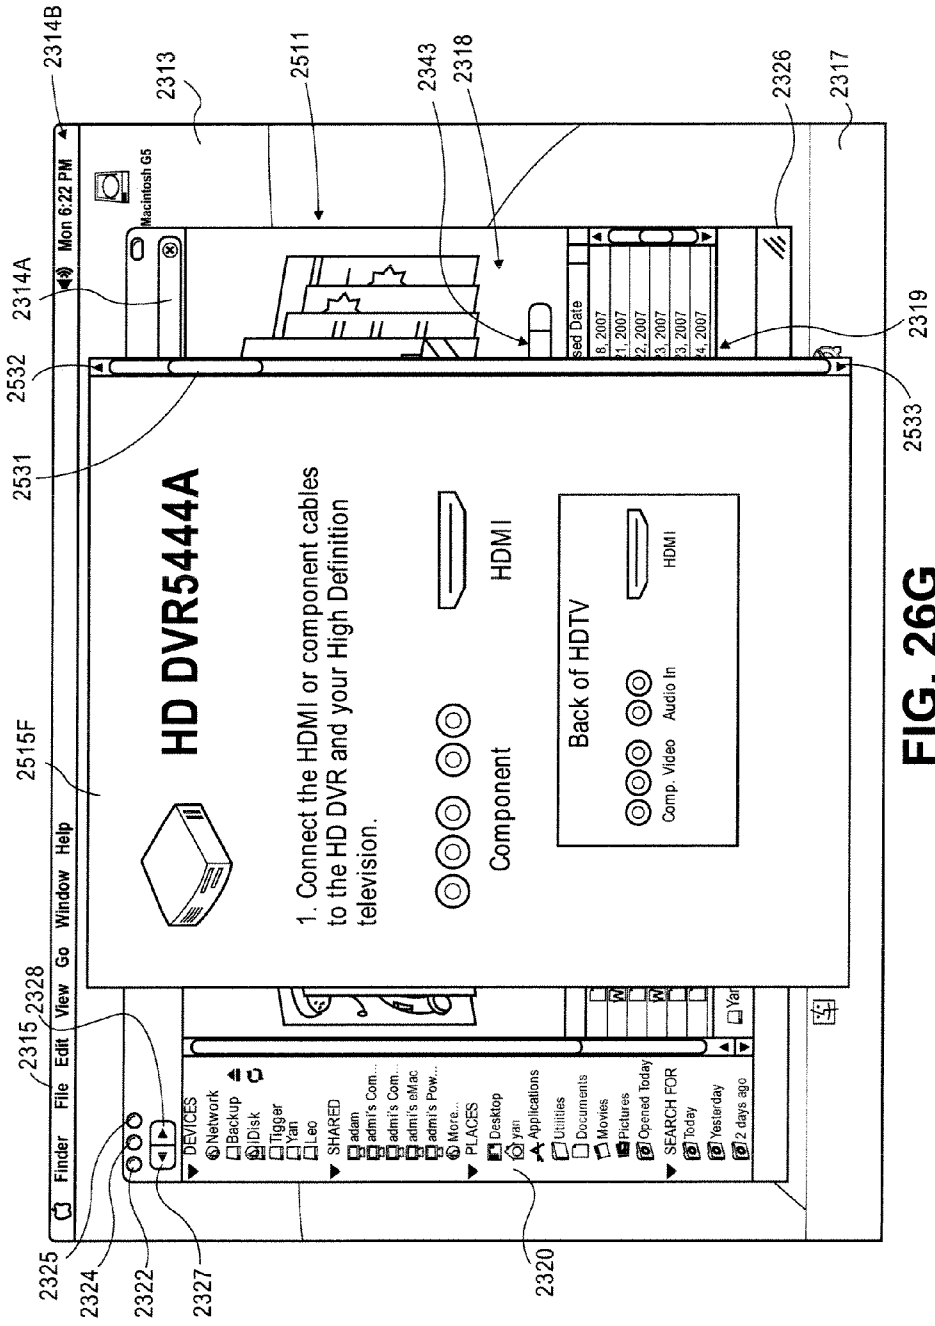 2314B
2313
2511
2343
2318
2326
2317
2314A
2532
2531
2319
2533
2515F
2328
2315
2325
2324
2322
2327
2320
Finder File Edit View Go Window Help
Mon 6:22 PM
Macintosh G5
HD DVR5444A
1. Connect the HDMI or component cables
to the HD DVR and your High Definition
television.
Component
HDMI
Back of HDTV
Comp. Video
Audio In
HDMI
DEVICES
Network
Backup
IDisk
Tigger
Yan
Leo
SHARED
adam
admi's Com...
admi's Com...
admi's eMac
admi's Pow...
More...
PLACES
Desktop
yan
Applications
Utilities
Documents
Movies
Pictures
Opened Today
SEARCH FOR
Today
Yesterday
2 days ago
Yan
sed Date
8, 2007
21, 2007
22, 2007
23, 2007
23, 2007
24, 2007
FIG. 26G